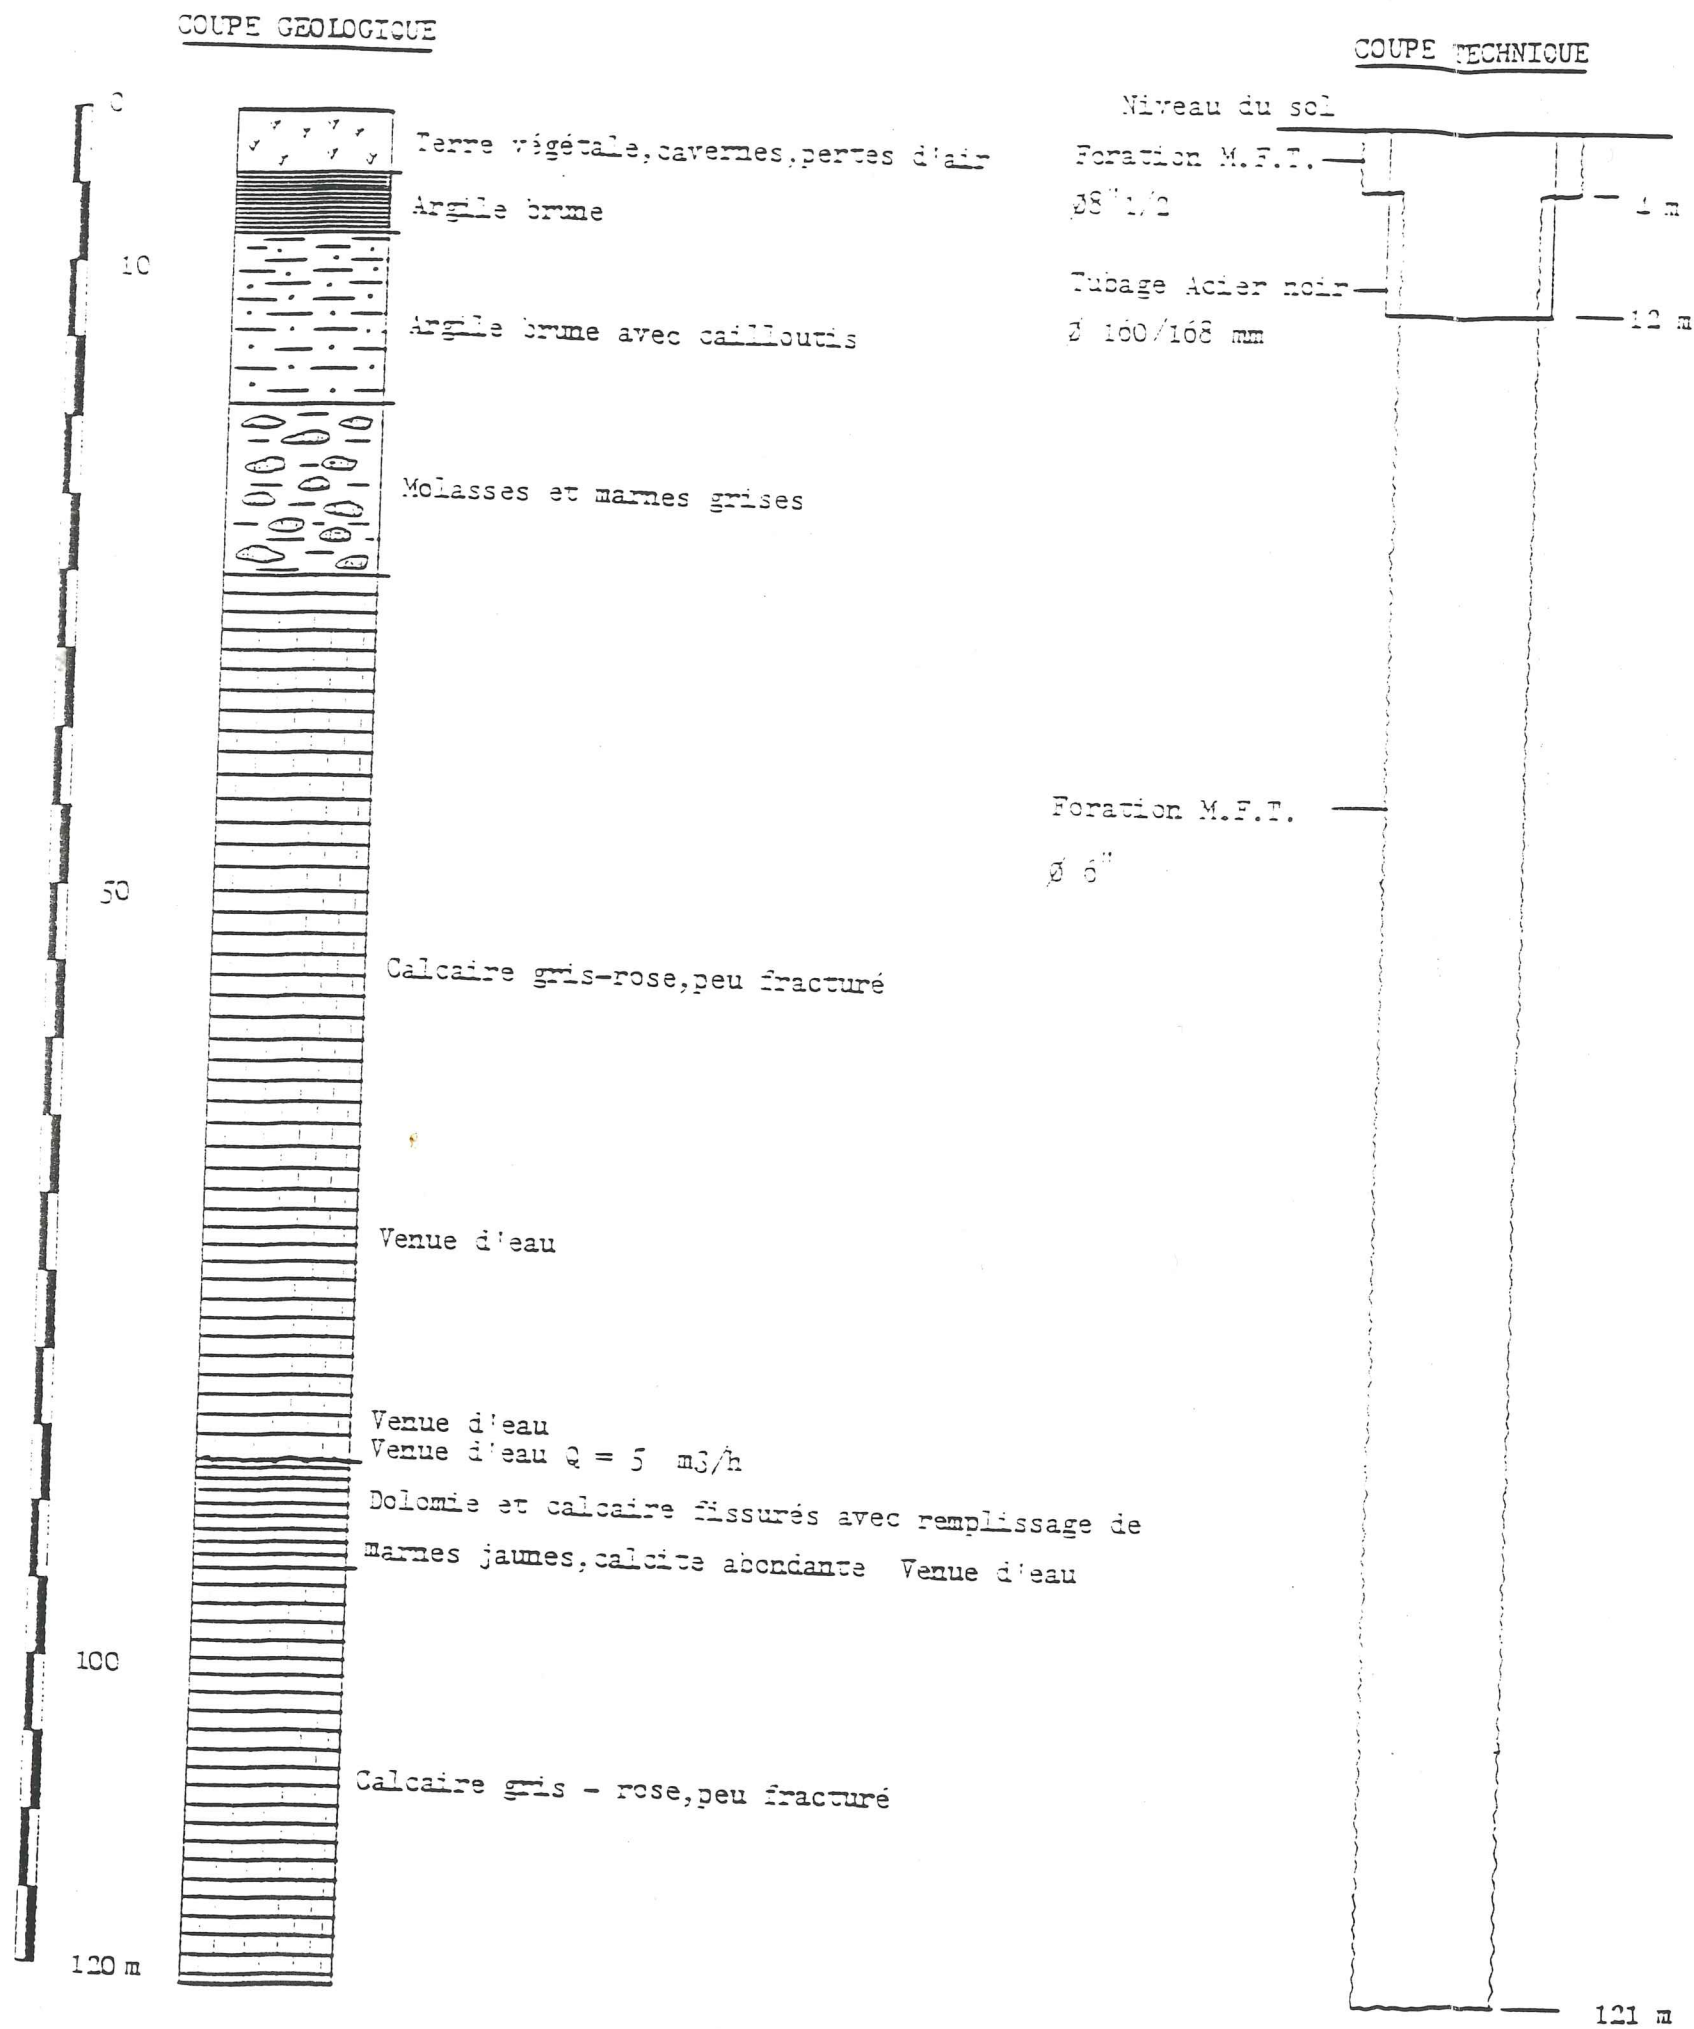 COUPE GEOLOGIQUE
0
Terre végétale,cavernes,pertes d'air
Argile brune
10
Argile brune avec cailloutis
Molasses et marnes grises
50
Calcaire gris-rose,peu fracturé
Venue d'eau
Venue d'eau
Venue d'eau Q = 5 m3/h
Dolomie et calcaire fissurés avec remplissage de
marnes jaunes,calcite abondante Venue d'eau
100
Calcaire gris - rose,peu fracturé
120 m
COUPE TECHNIQUE
Niveau du sol
Foration M.F.T.
Ø8"1/2
4 m
Tubage Acier noir
Ø 160/168 mm
12 m
Foration M.F.T.
Ø 6"
121 m